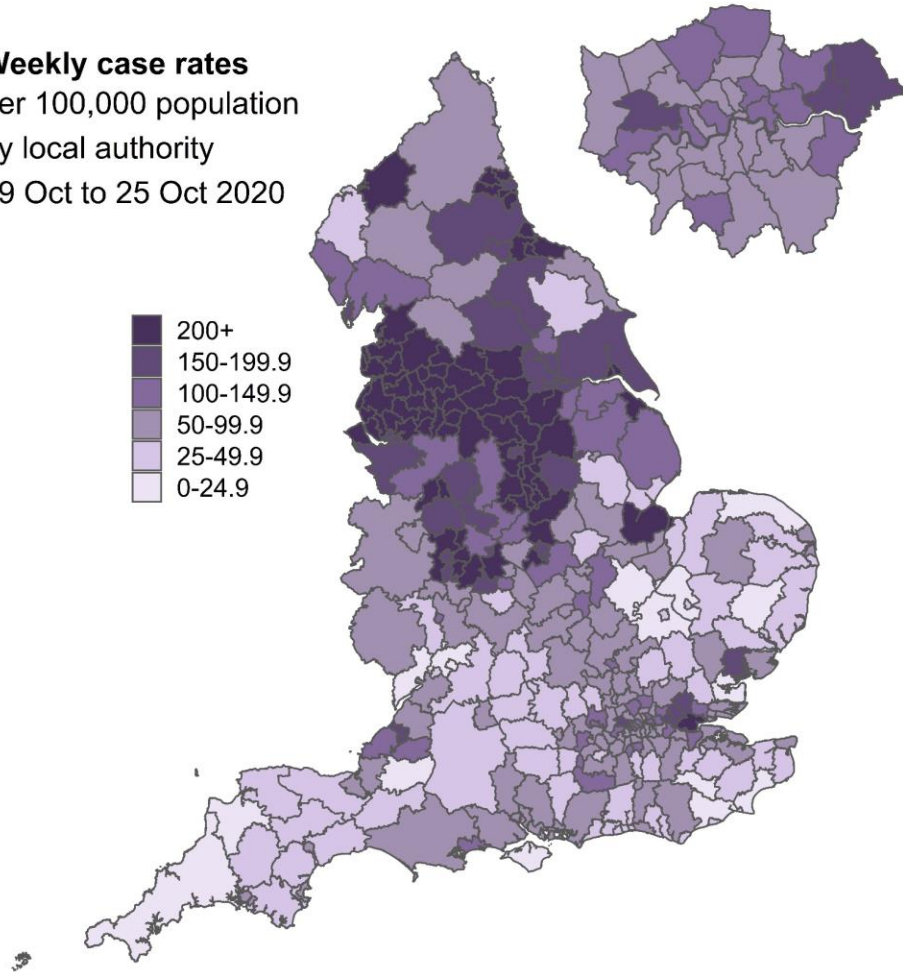 Weekly case rates
er 100,000 population
y local authority
9 Oct to 25 Oct 2020
200+
150-199.9
100-149.9
50-99.9
25-49.9
0-24.9